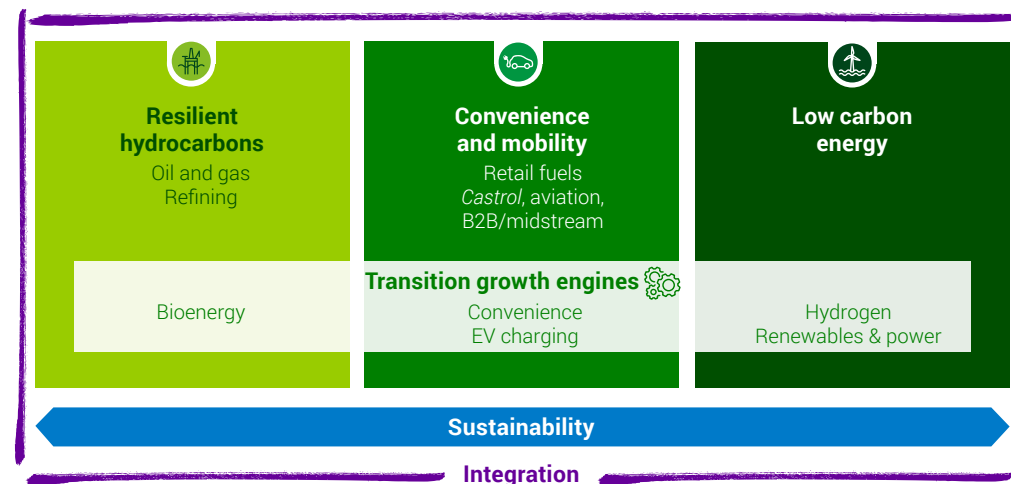 Resilient
hydrocarbons
Oil and gas
Refining
Convenience
and mobility
Retail fuels
Castrol, aviation,
B2B/midstream
Low carbon
energy
Transition growth engines
Bioenergy
Convenience
EV charging
Hydrogen
Renewables & power
Sustainability
Integration